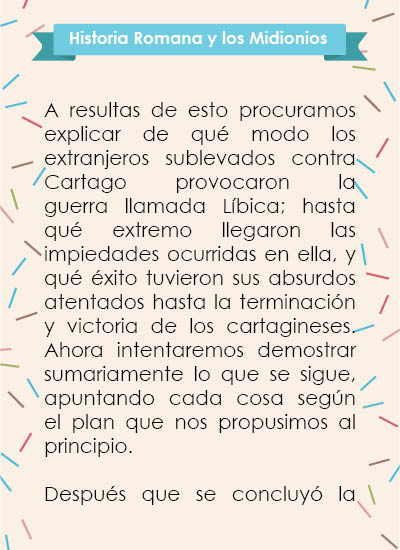 Historia Romana y los Midionios
A resultas de esto procuramos
explicar de qué modo los
extranjeros sublevados contra
Cartago provocaron la
guerra llamada Líbica; hasta
qué extremo llegaron las
impiedades ocurridas en ella, y
qué éxito tuvieron sus absurdos
atentados hasta la terminación
y victoria de los cartagineses.
Ahora intentaremos demostrar
sumariamente lo que se sigue,
apuntando cada cosa según
el plan que nos propusimos al
principio.
Después que se concluyó la